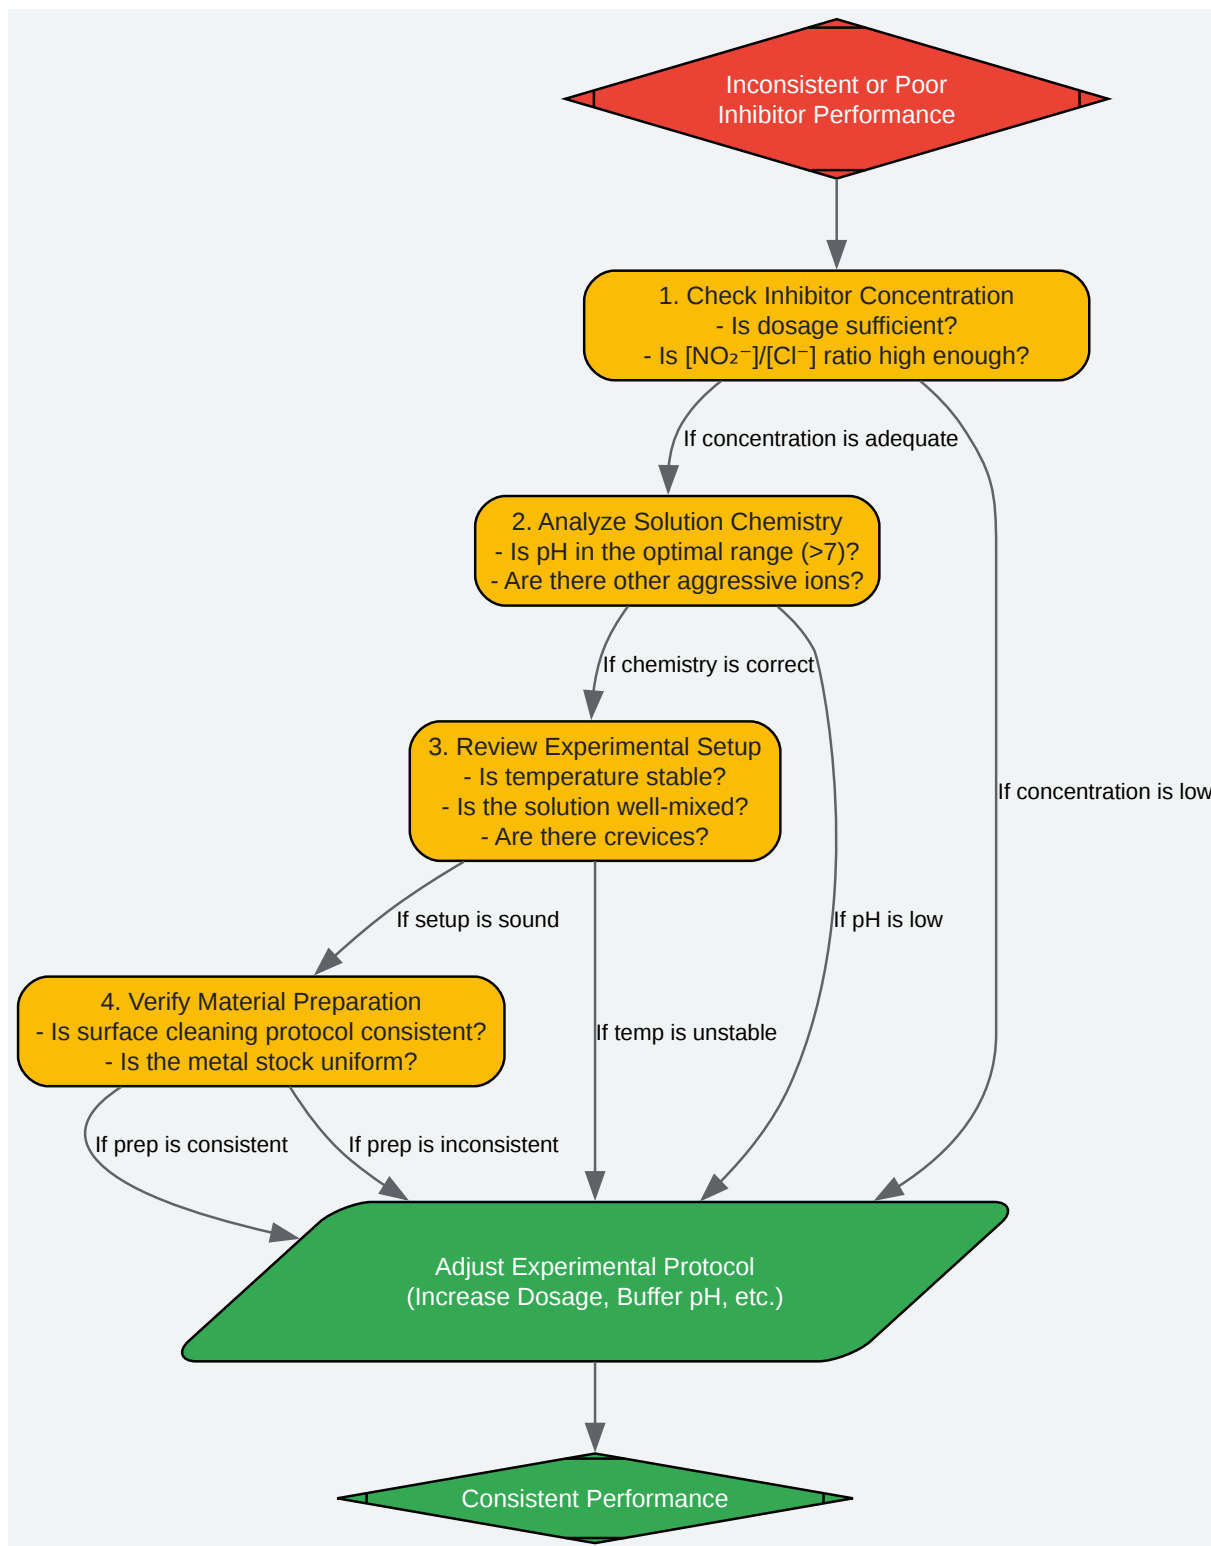 Inconsistent or Poor
Inhibitor Performance
1. Check Inhibitor Concentration
- Is dosage sufficient?
- Is [NO₂⁻]/[Cl⁻] ratio high enough?
If concentration is adequate
2. Analyze Solution Chemistry
- Is pH in the optimal range (>7)?
- Are there other aggressive ions?
If chemistry is correct
3. Review Experimental Setup
- Is temperature stable?
- Is the solution well-mixed?
- Are there crevices?
If concentration is low
If setup is sound
If pH is low
4. Verify Material Preparation
- Is surface cleaning protocol consistent?
- Is the metal stock uniform?
If temp is unstable
If prep is consistent
If prep is inconsistent
Adjust Experimental Protocol
(Increase Dosage, Buffer pH, etc.)
Consistent Performance